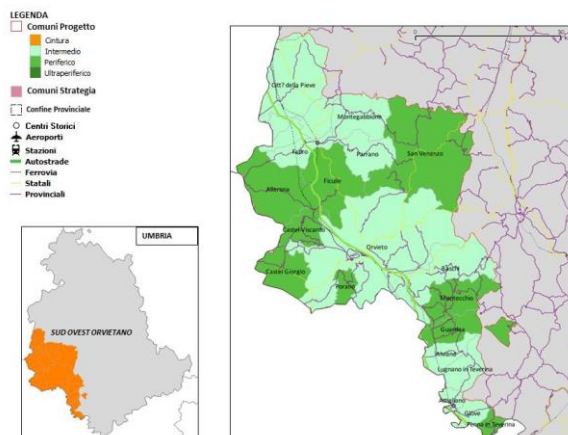 LEGENDA
Comuni Progetto
Cintura
Intermedio
Periferico
Ultraperiferico
Comuni Strategia
Confine Provinciale
Centri Storici
Aeroporti
Stazioni
Autostrade
Ferrovia
Statali
Provinciali
UMBRIA
SUD OVEST ORVIETANO
0
Citt? della Pieve
Montegabbione
Fabro
Parrano
San Venanzo
Ficulle
Allerona
Castel Viscardo
Orvieto
Castel Giorgio
Porano
Baschi
Montecchio
Guardea
Alviano
Lugnano in Teverina
Attigliano
Giove
Penna in Teverina